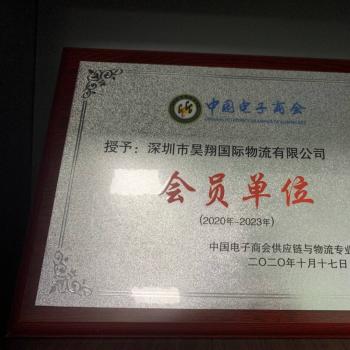 中国电子商会
授予：深圳市昊翔国际物流有限公司
会员单位
(2020年-2023年)
中国电子商会供应链与物流专业
二〇二〇年十月十七日